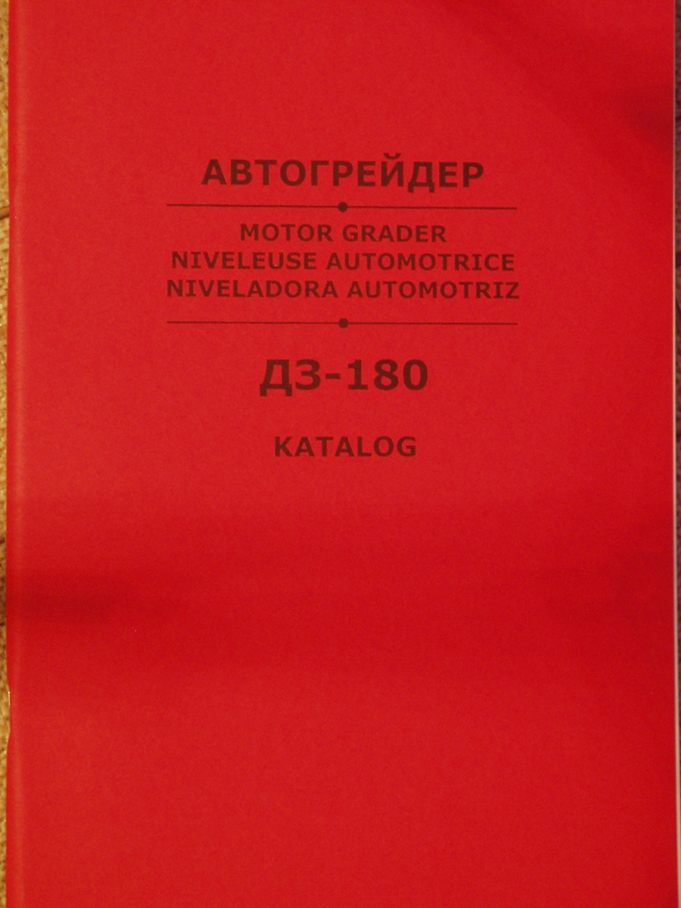 АВТОГРЕЙДЕР
MOTOR GRADER
NIVELEUSE AUTOMOTRICE
NIVELADORA AUTOMOTRIZ
ДЗ-180
KATALOG